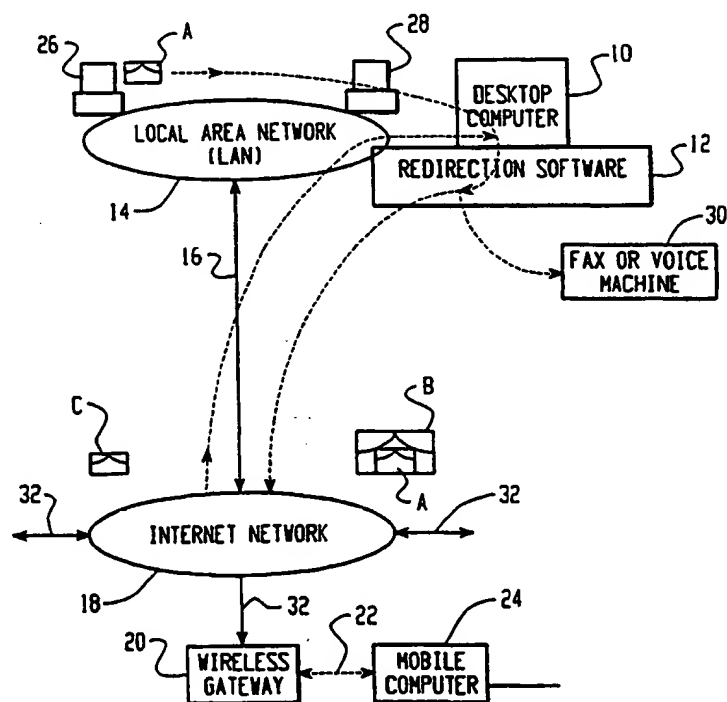 A
26
28
10
DESKTOP
COMPUTER
LOCAL AREA NETWORK
(LAN)
12
REDIRECTION SOFTWARE
14
30
16
FAX OR VOICE
MACHINE
C
B
A
32
32
INTERNET NETWORK
18
32
24
20
22
WIRELESS
GATEWAY
MOBILE
COMPUTER